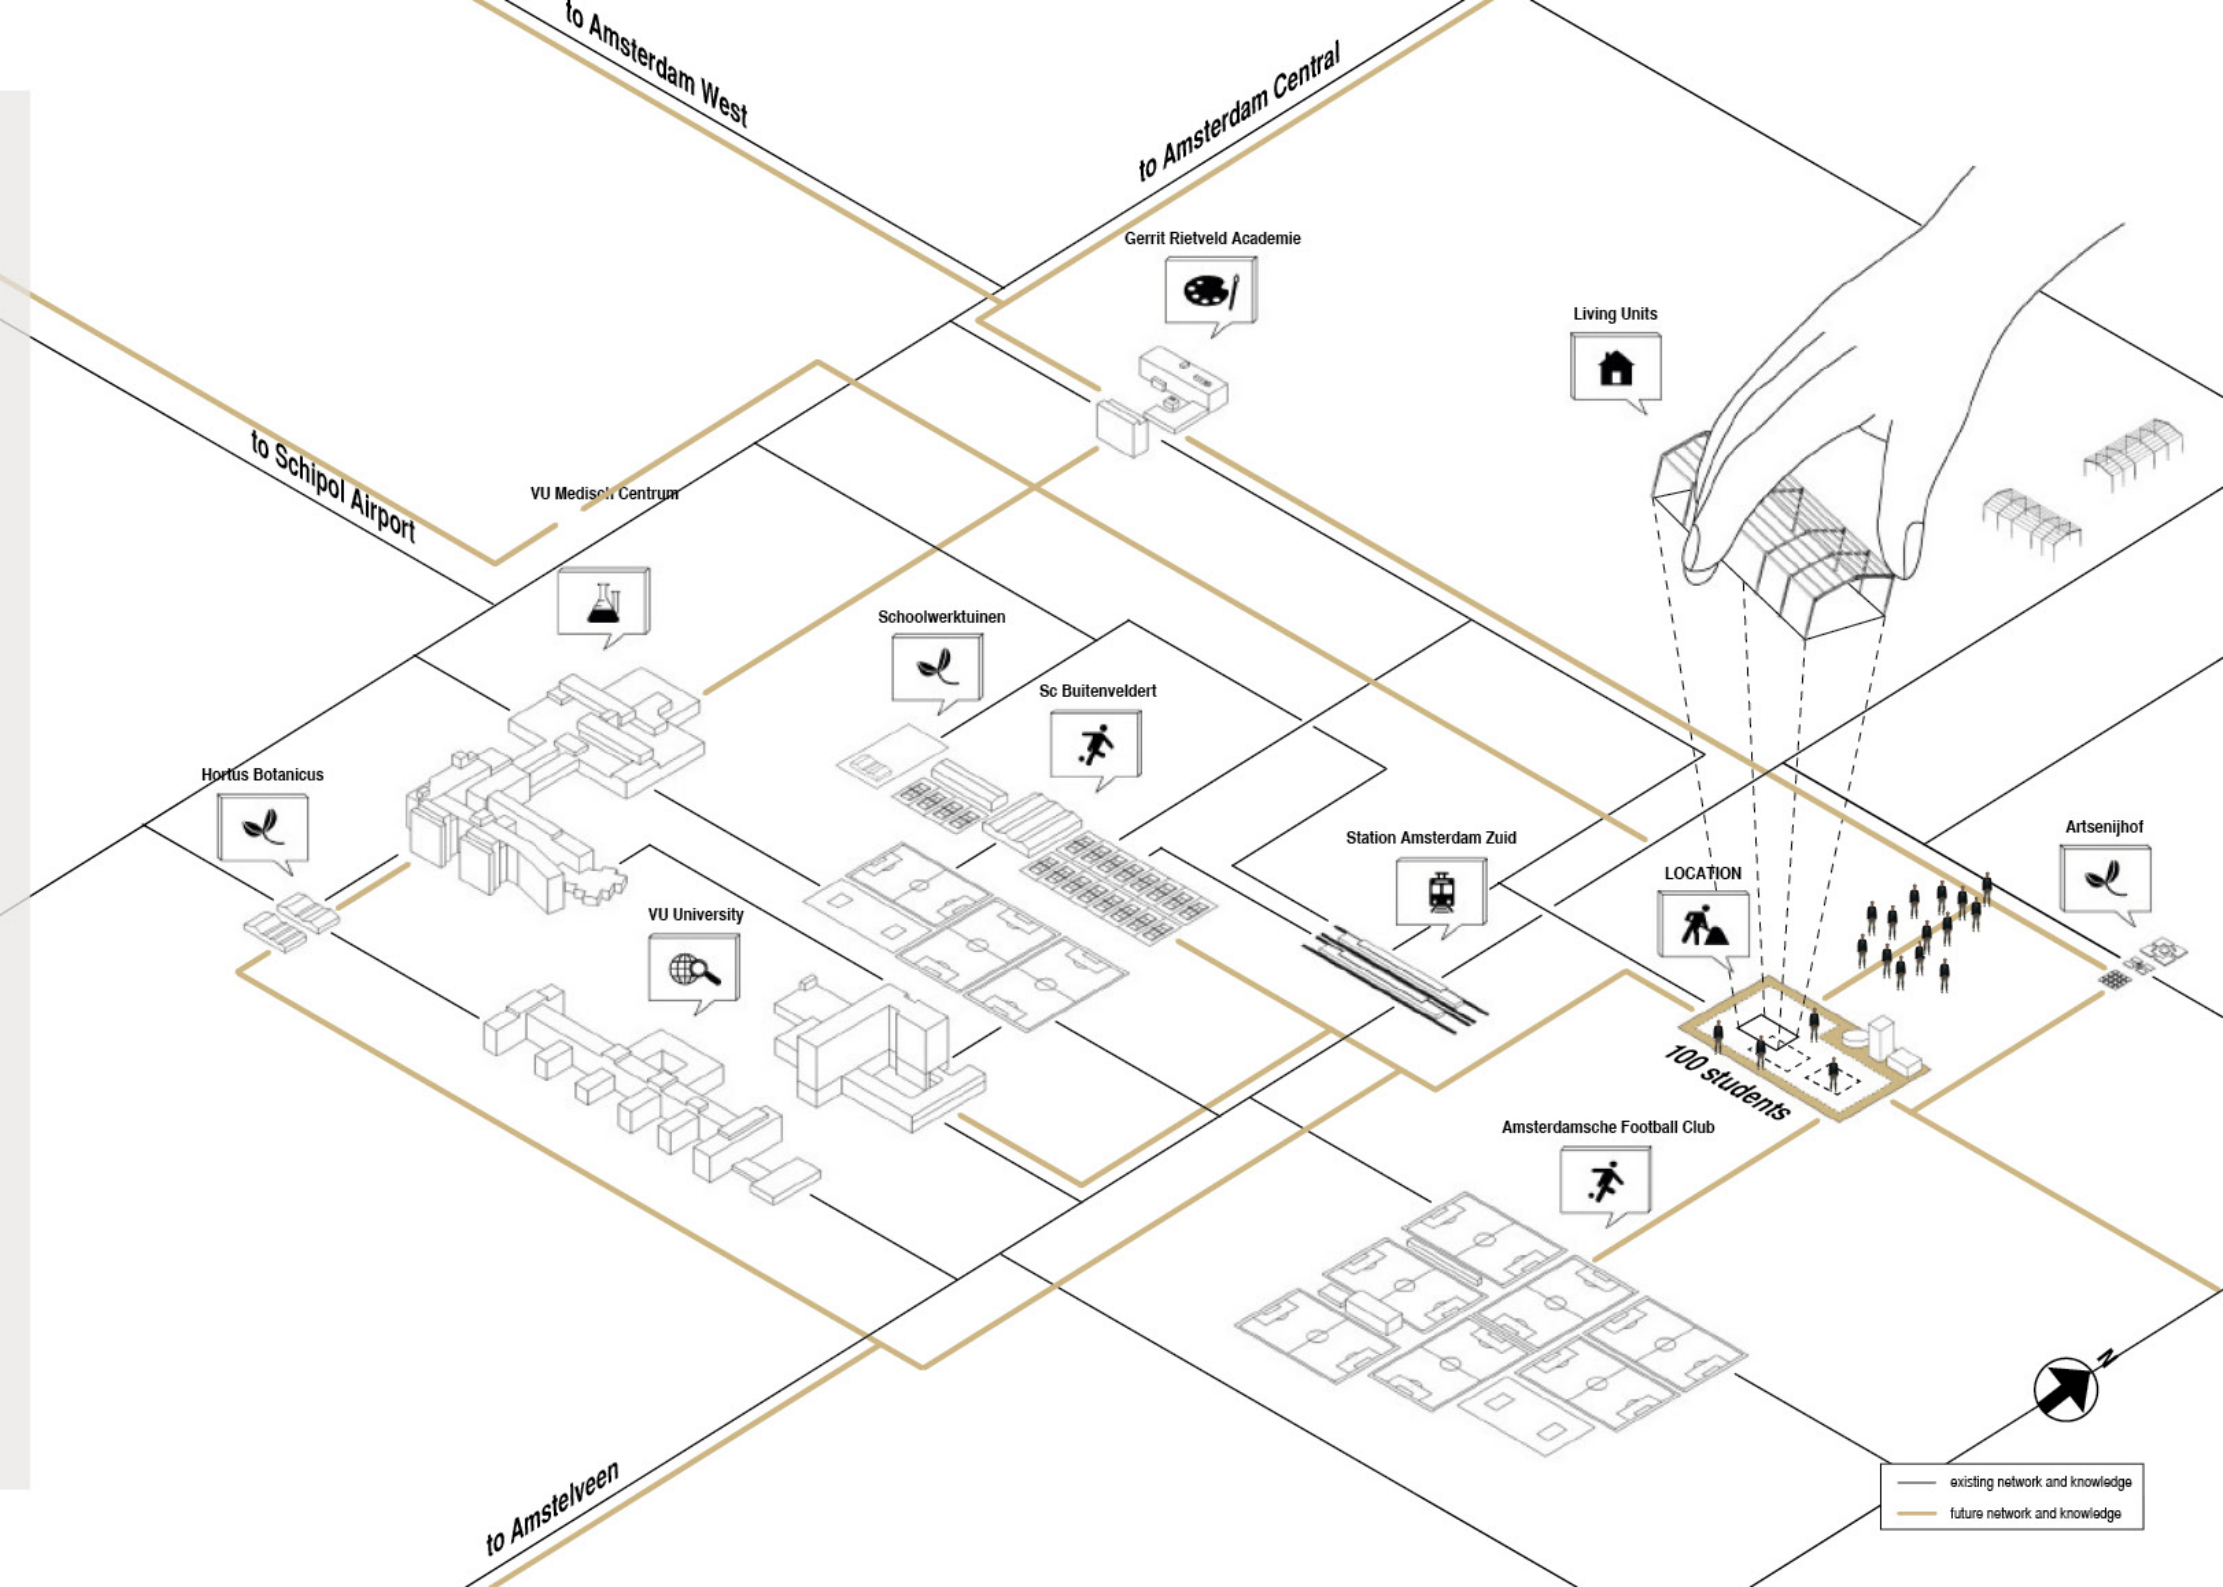 to Amsterdam West
to Amsterdam Central
Gerrit Rietveld Academie
Living Units
to Schipol Airport
VU Medisch Centrum
Schoolwerktuinen
Sc Buitenveldert
Hortus Botanicus
Station Amsterdam Zuid
Artsenijhof
LOCATION
VU University
100 students
Amsterdamsche Football Club
N
to Amstelveen
existing network and knowledge
future network and knowledge